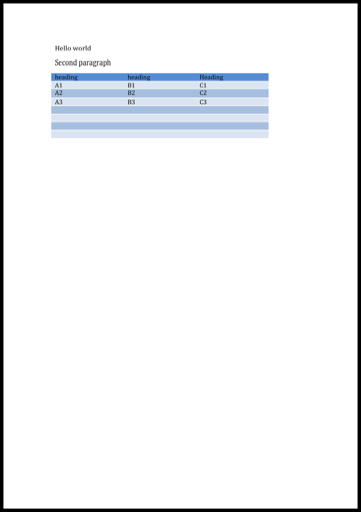 Hello world
Second paragraph
heading heading Heading
A1 B1 C1
A2 B2 C2
A3 B3 C3